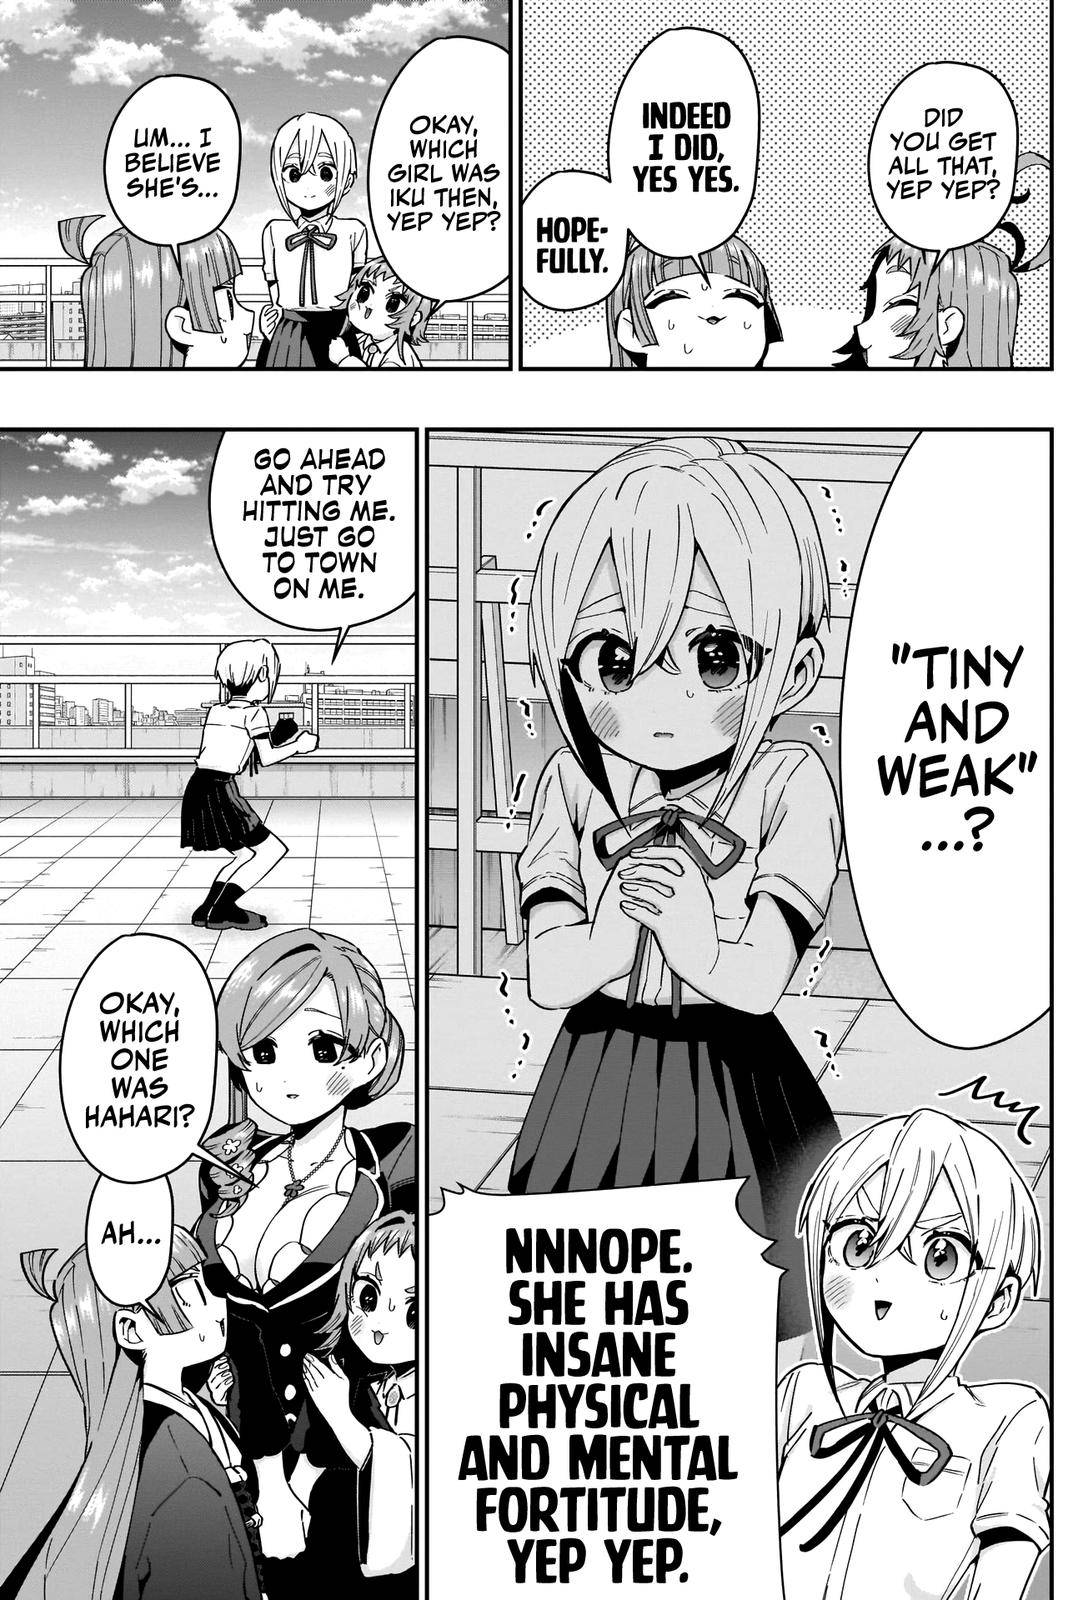 DID
YOU GET
ALL THAT,
YEP YEP?
INDEED
I DID,
YES YES.
HOPE-
FULLY.
OKAY,
WHICH
GIRL WAS
IKU THEN,
YEP YEP?
UM... I
BELIEVE
SHE'S...
"TINY
AND
WEAK"
...?
NNNOPE.
SHE HAS
INSANE
PHYSICAL
AND MENTAL
FORTITUDE,
YEP YEP.
GO AHEAD
AND TRY
HITTING ME.
JUST GO
TO TOWN
ON ME.
OKAY,
WHICH
ONE
WAS
HAHARI?
AH...